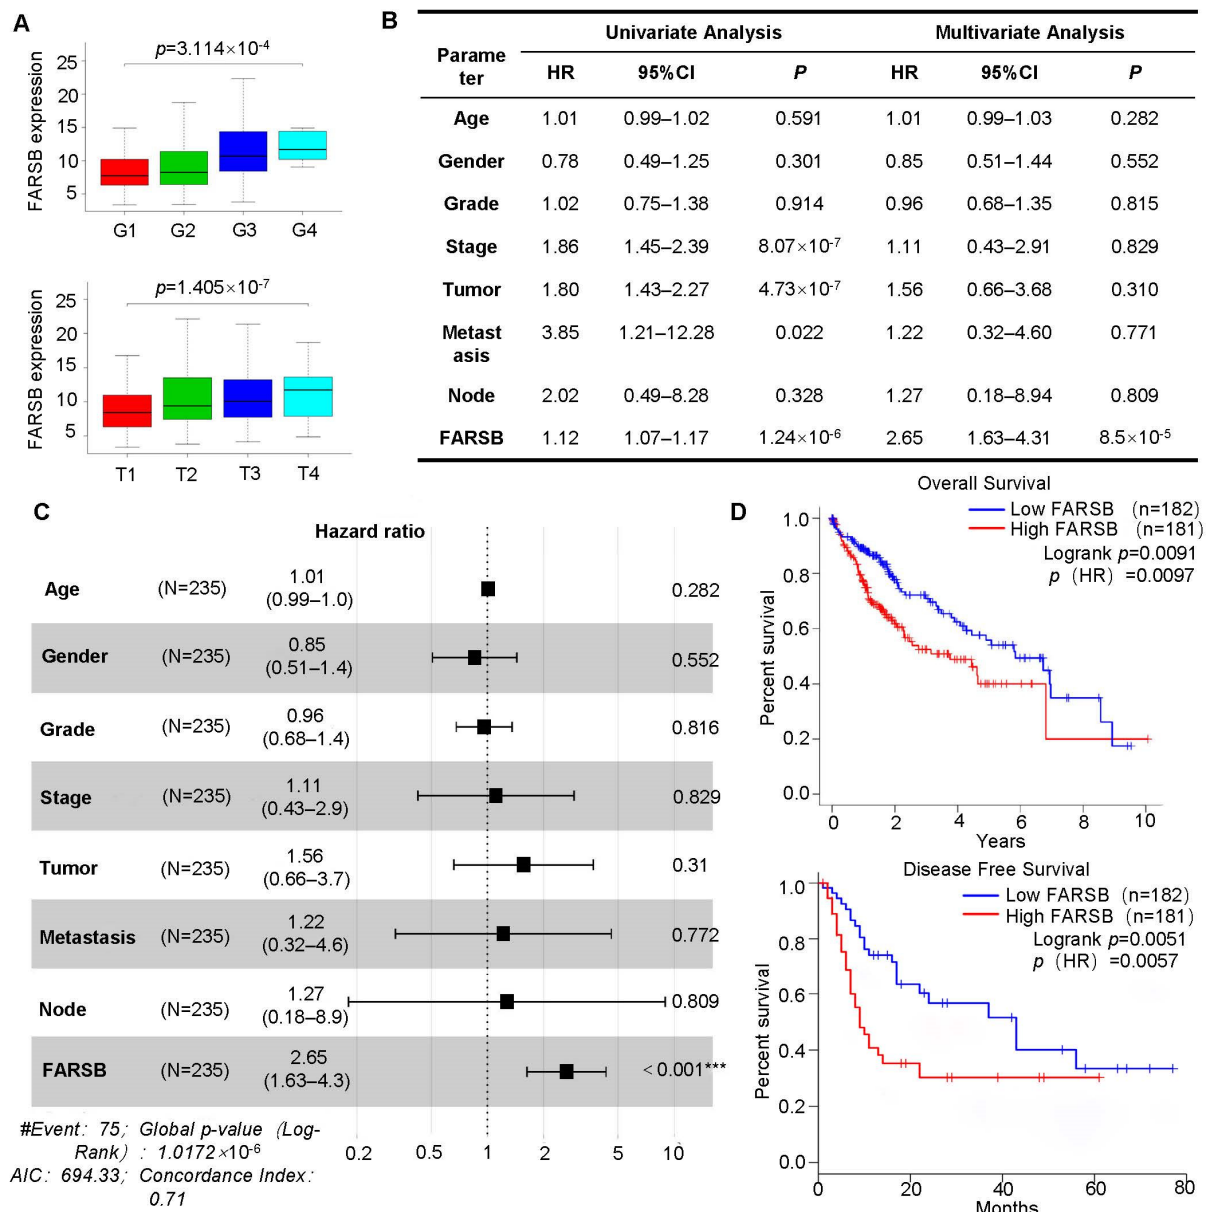 A
p=3.114×10-4
FARSB expression
25
20
15
10
5
G1 G2 G3 G4
p=1.405×10-7
FARSB expression
25
20
15
10
5
T1 T2 T3 T4
B
Univariate Analysis Multivariate Analysis
Parame
ter
HR 95%CI P HR 95%CI P
Age 1.01 0.99–1.02 0.591 1.01 0.99–1.03 0.282
Gender 0.78 0.49–1.25 0.301 0.85 0.51–1.44 0.552
Grade 1.02 0.75–1.38 0.914 0.96 0.68–1.35 0.815
Stage 1.86 1.45–2.39 8.07×10-7 1.11 0.43–2.91 0.829
Tumor 1.80 1.43–2.27 4.73×10-7 1.56 0.66–3.68 0.310
Metast 3.85 1.21–12.28 0.022 1.22 0.32–4.60 0.771
asis
Node 2.02 0.49–8.28 0.328 1.27 0.18–8.94 0.809
FARSB 1.12 1.07–1.17 1.24×10-6 2.65 1.63–4.31 8.5×10-5
C
Hazard ratio
Age (N=235) 1.01 0.282
(0.99–1.0)
Gender (N=235) 0.85 0.552
(0.51–1.4)
Grade (N=235) 0.96 0.816
(0.68–1.4)
Stage (N=235) 1.11 0.829
(0.43–2.9)
Tumor (N=235) 1.56 0.31
(0.66–3.7)
Metastasis (N=235) 1.22 0.772
(0.32–4.6)
Node (N=235) 1.27 0.809
(0.18–8.9)
FARSB (N=235) 2.65 <0.001***
(1.63–4.3)
#Event: 75; Global p-value (Log-
Rank) : 1.0172×10-6
AIC: 694.33; Concordance Index:
0.71
0.2 0.5 1 2 5 10
D
Overall Survival
Low FARSB (n=182)
High FARSB (n=181)
Logrank p=0.0091
p (HR) =0.0097
Percent survival
1.0
0.8
0.6
0.4
0.2
0.0
0 2 4 6 8 10
Years
Disease Free Survival
Low FARSB (n=182)
High FARSB (n=181)
Logrank p=0.0051
p (HR) =0.0057
Percent survival
1.0
0.8
0.6
0.4
0.2
0.0
0 20 40 60 80
Months